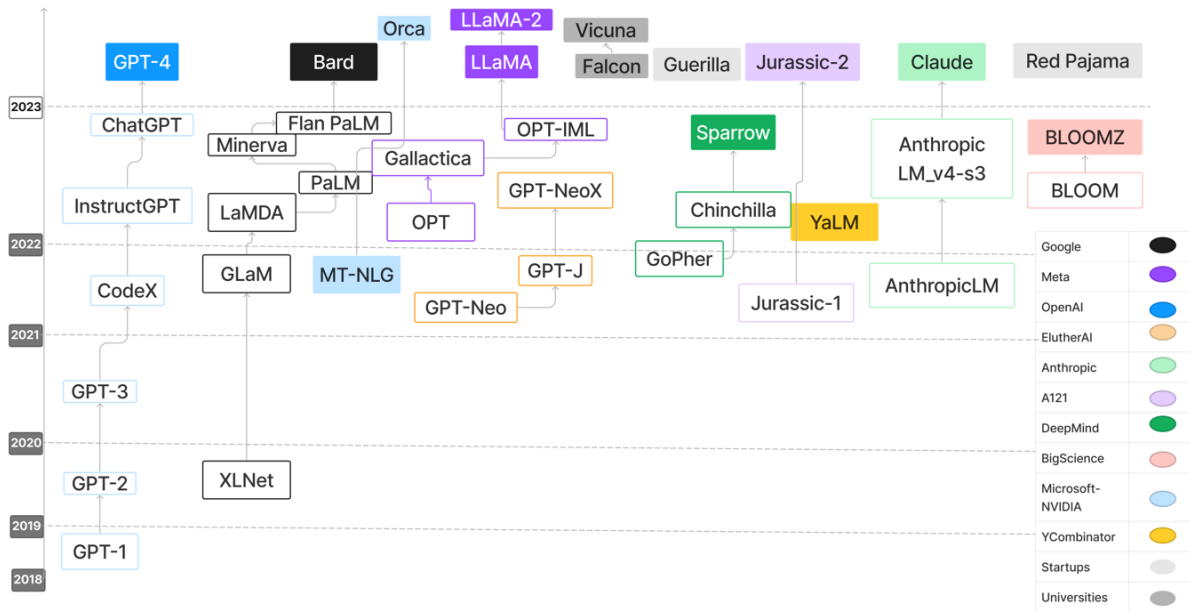 LLaMA-2
Orca
Vicuna
GPT-4
Bard
LLaMA
Falcon
Guerilla
Jurassic-2
Claude
Red Pajama
2023
ChatGPT
Flan PaLM
Minerva
OPT-IML
Sparrow
Anthropic
LM_v4-s3
BLOOMZ
Gallactica
PaLM
GPT-NeoX
BLOOM
InstructGPT
LaMDA
OPT
Chinchilla
YaLM
2022
GLaM
MT-NLG
GPT-J
GoPher
AnthropicLM
CodeX
GPT-Neo
Jurassic-1
2021
GPT-3
2020
GPT-2
XLNet
2019
GPT-1
2018
Google
Meta
OpenAI
ElutherAI
Anthropic
A121
DeepMind
BigScience
Microsoft-
NVIDIA
YCombinator
Startups
Universities